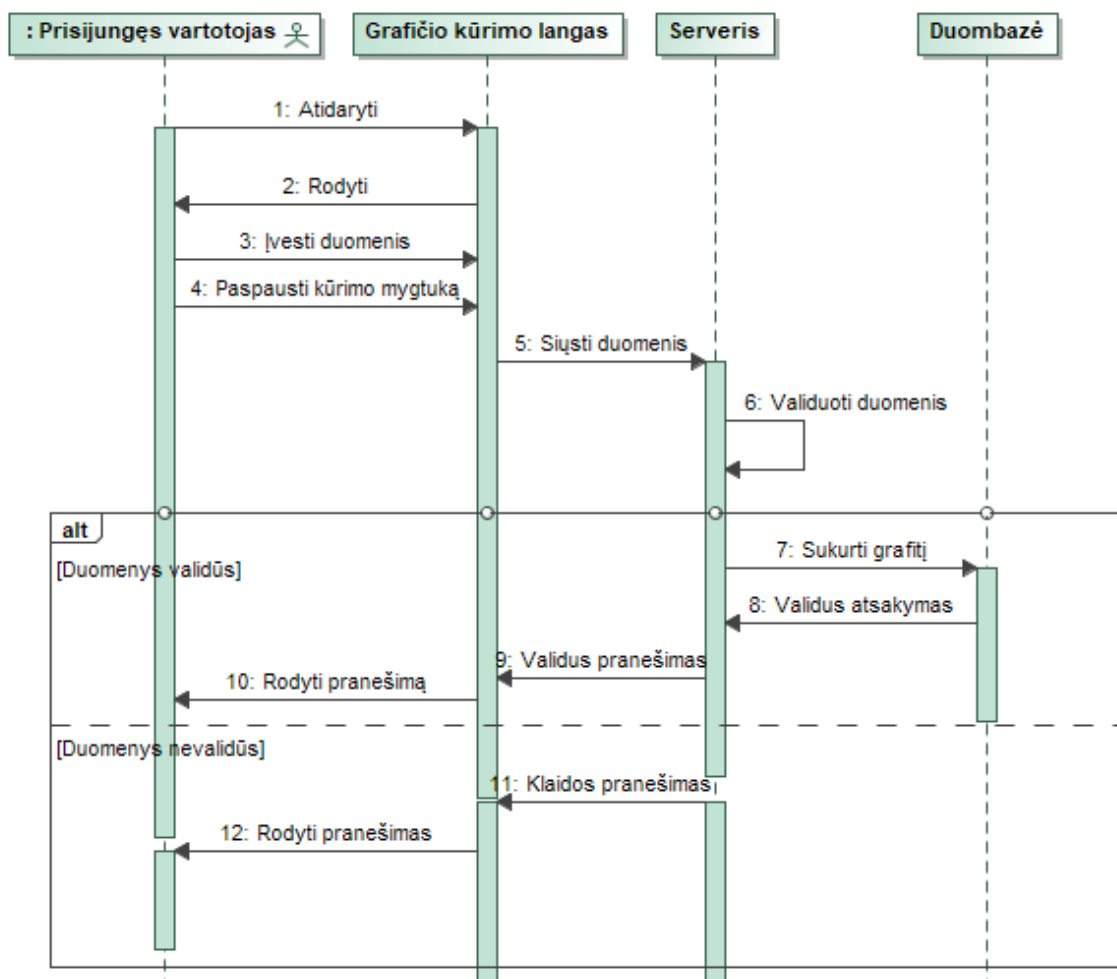 : Prisijungęs vartotojas
Grafičio kūrimo langas
Serveris
Duombazė
1: Atidaryti
2: Rodyti
3: Įvesti duomenis
4: Paspausti kūrimo mygtuką
5: Siųsti duomenis
6: Validuoti duomenis
alt
[Duomenys validūs]
7: Sukurti grafitį
8: Validus atsakymas
9: Validus pranešimas
10: Rodyti pranešimą
[Duomenys nevalidūs]
11: Klaidos pranešimas
12: Rodyti pranešimas